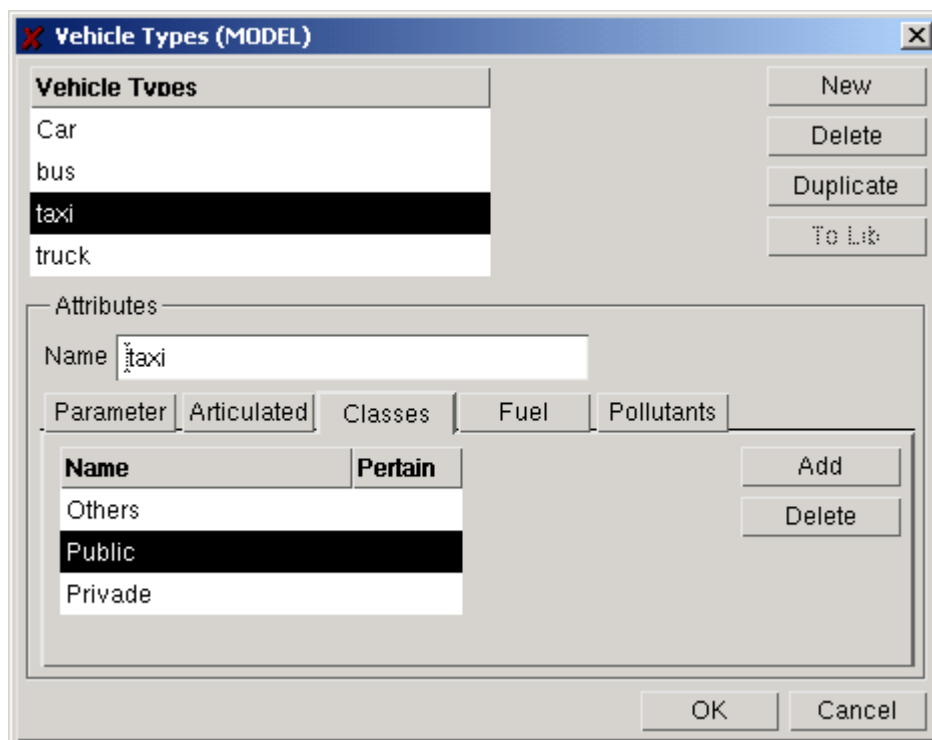 Vehicle Types (MODEL)
Vehicle Types
New
Car
Delete
bus
Duplicate
taxi
To Lib
truck
Attributes
Name taxi
Parameter Articulated Classes Fuel Pollutants
Name Pertain
Add
Others
Delete
Public
Privade
OK Cancel